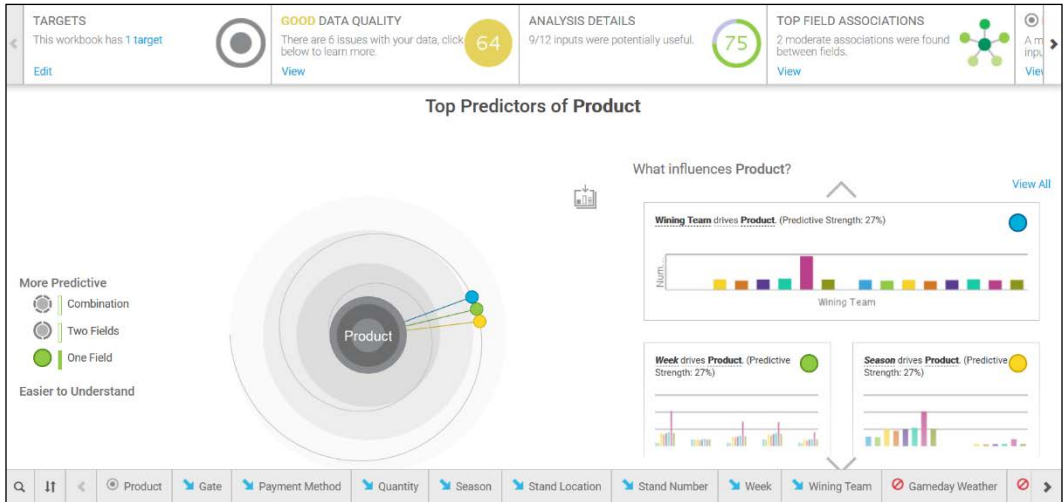 TARGETS
This workbook has 1 target
Edit
GOOD DATA QUALITY
There are 6 issues with your data, click
below to learn more.
View
64
ANALYSIS DETAILS
9/12 inputs were potentially useful.
75
TOP FIELD ASSOCIATIONS
2 moderate associations were found
between fields.
View
A m
inpu
Vie
Top Predictors of Product
What influences Product?
View All
Wining Team drives Product. (Predictive Strength: 27%)
Num...
Wining Team
More Predictive
Combination
Two Fields
One Field
Easier to Understand
Product
Week drives Product. (Predictive
Strength: 27%)
Season drives Product. (Predictive
Strength: 27%)
Product
Gate
Payment Method
Quantity
Season
Stand Location
Stand Number
Week
Wining Team
Gameday Weather